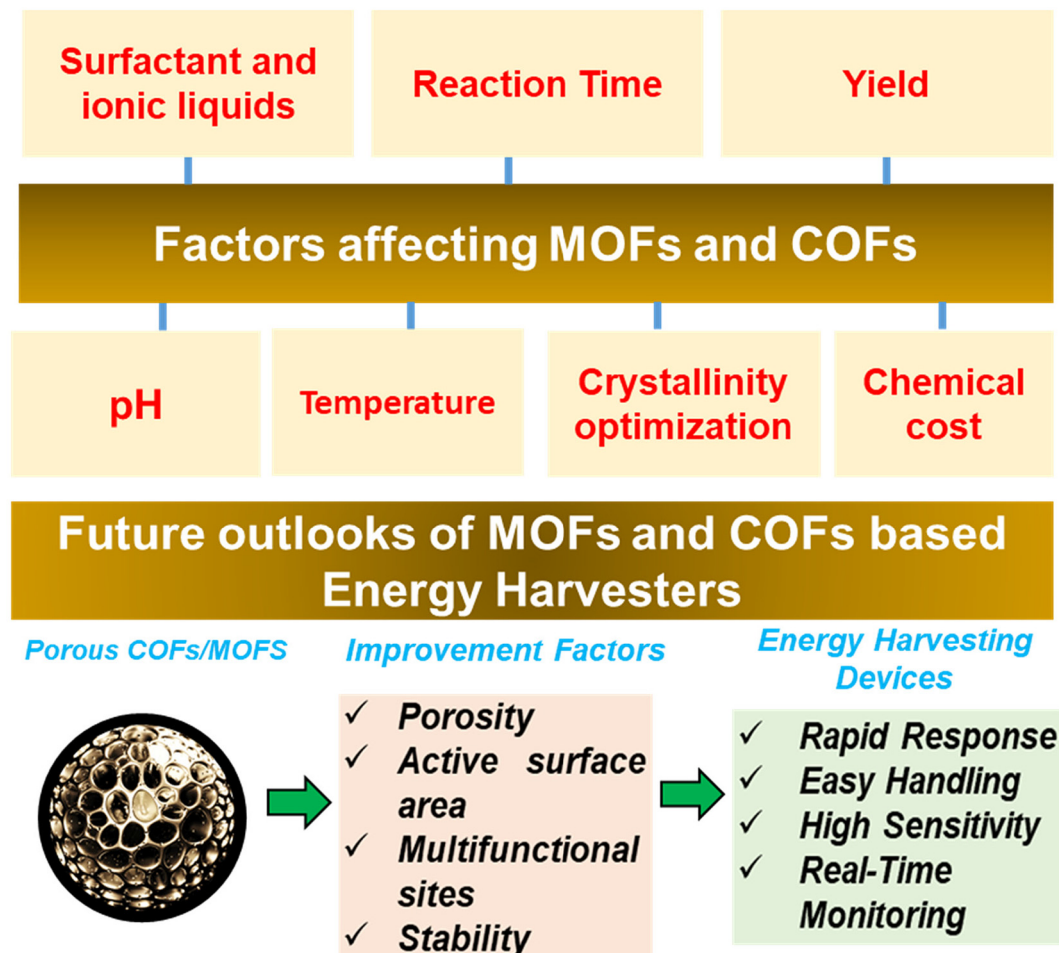 Surfactant and
ionic liquids
Reaction Time
Yield
Factors affecting MOFs and COFs
pH
Temperature
Crystallinity
optimization
Chemical
cost
Future outlooks of MOFs and COFs based
Energy Harvesters
Porous COFs/MOFS
Improvement Factors
Energy Harvesting
Devices
✓ Porosity
✓ Active surface
area
✓ Multifunctional
sites
✓ Stability
✓ Rapid Response
✓ Easy Handling
✓ High Sensitivity
✓ Real-Time
Monitoring